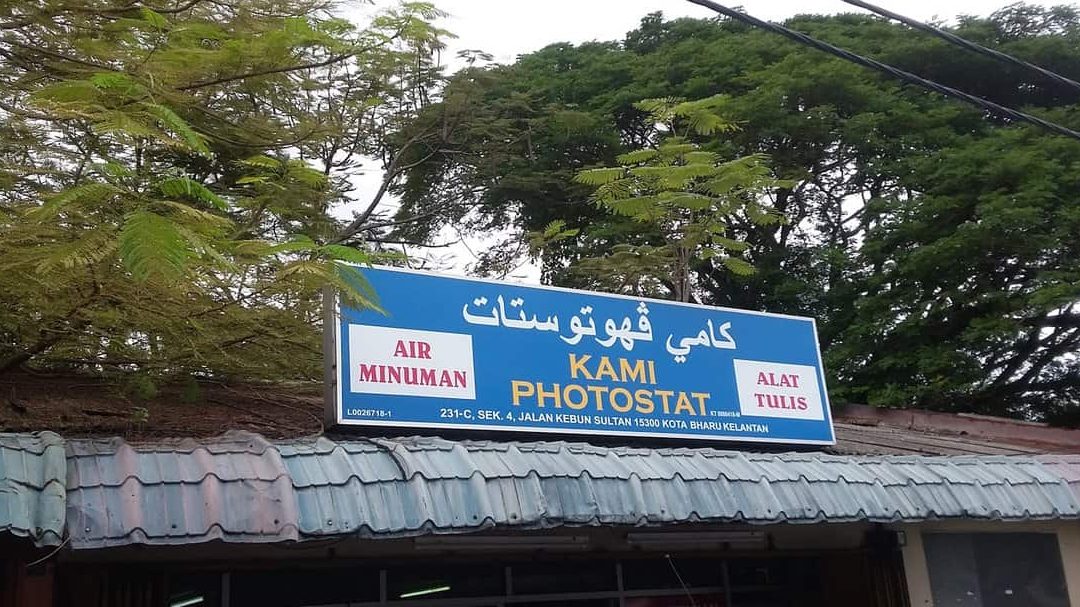 كامي ڤهوتوستات
AIR
MINUMAN
KAMI
PHOTOSTAT
ALAT
TULIS
L0026718-1
231-C, SEK. 4, JALAN KEBUN SULTAN 15300 KOTA BHARU KELANTAN